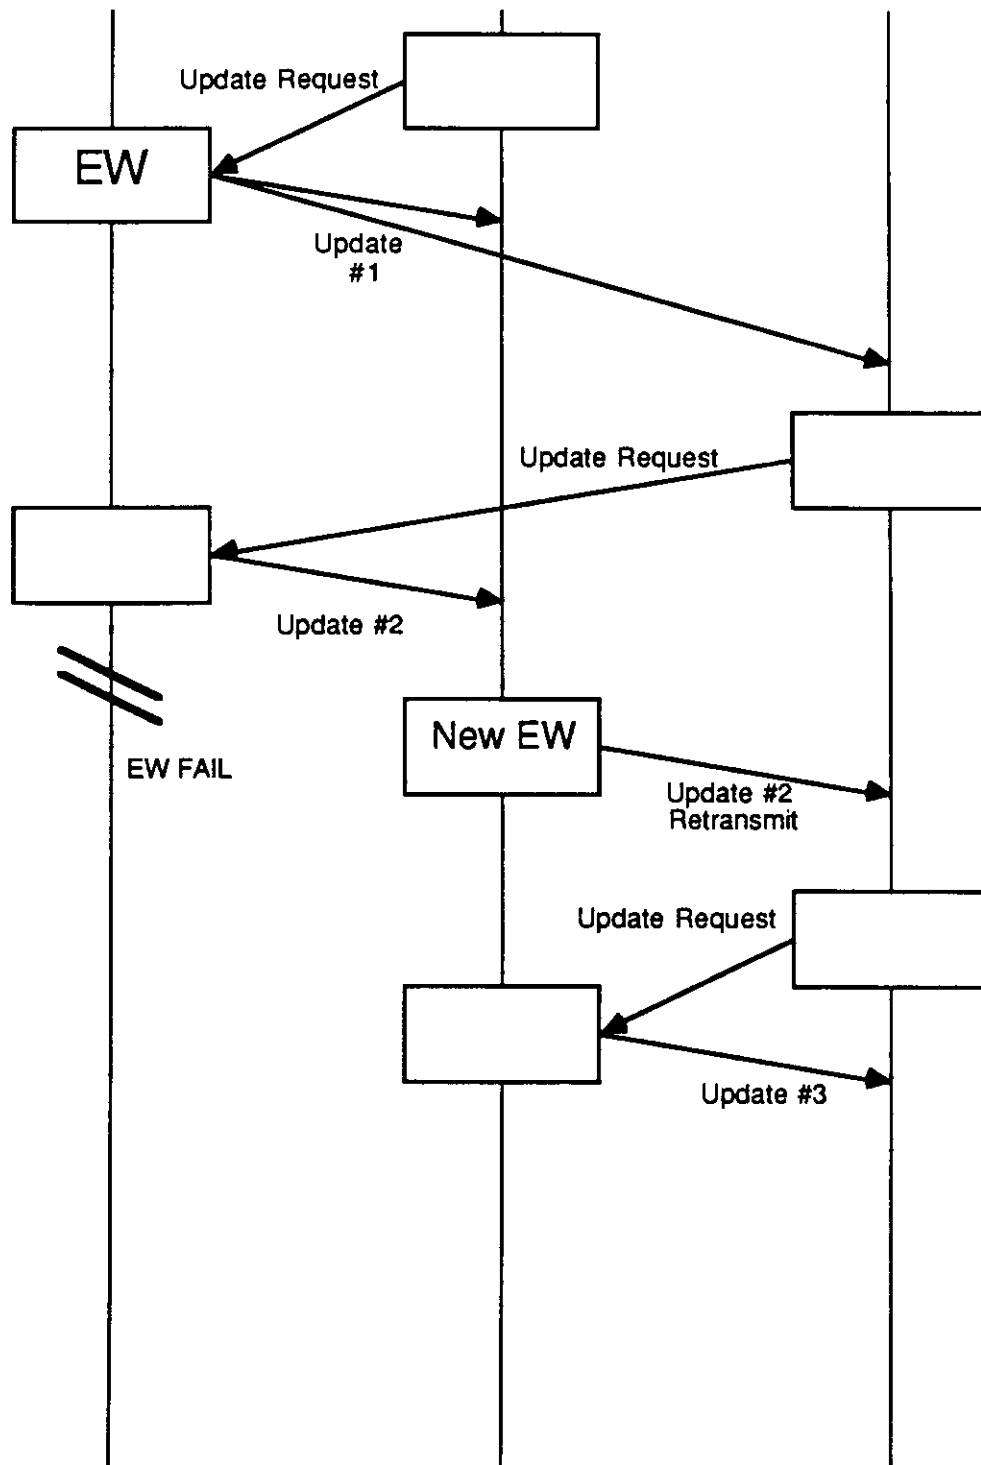 Update Request
EW
Update
#1
Update Request
Update #2
New EW
EW FAIL
Update #2
Retransmit
Update Request
Update #3